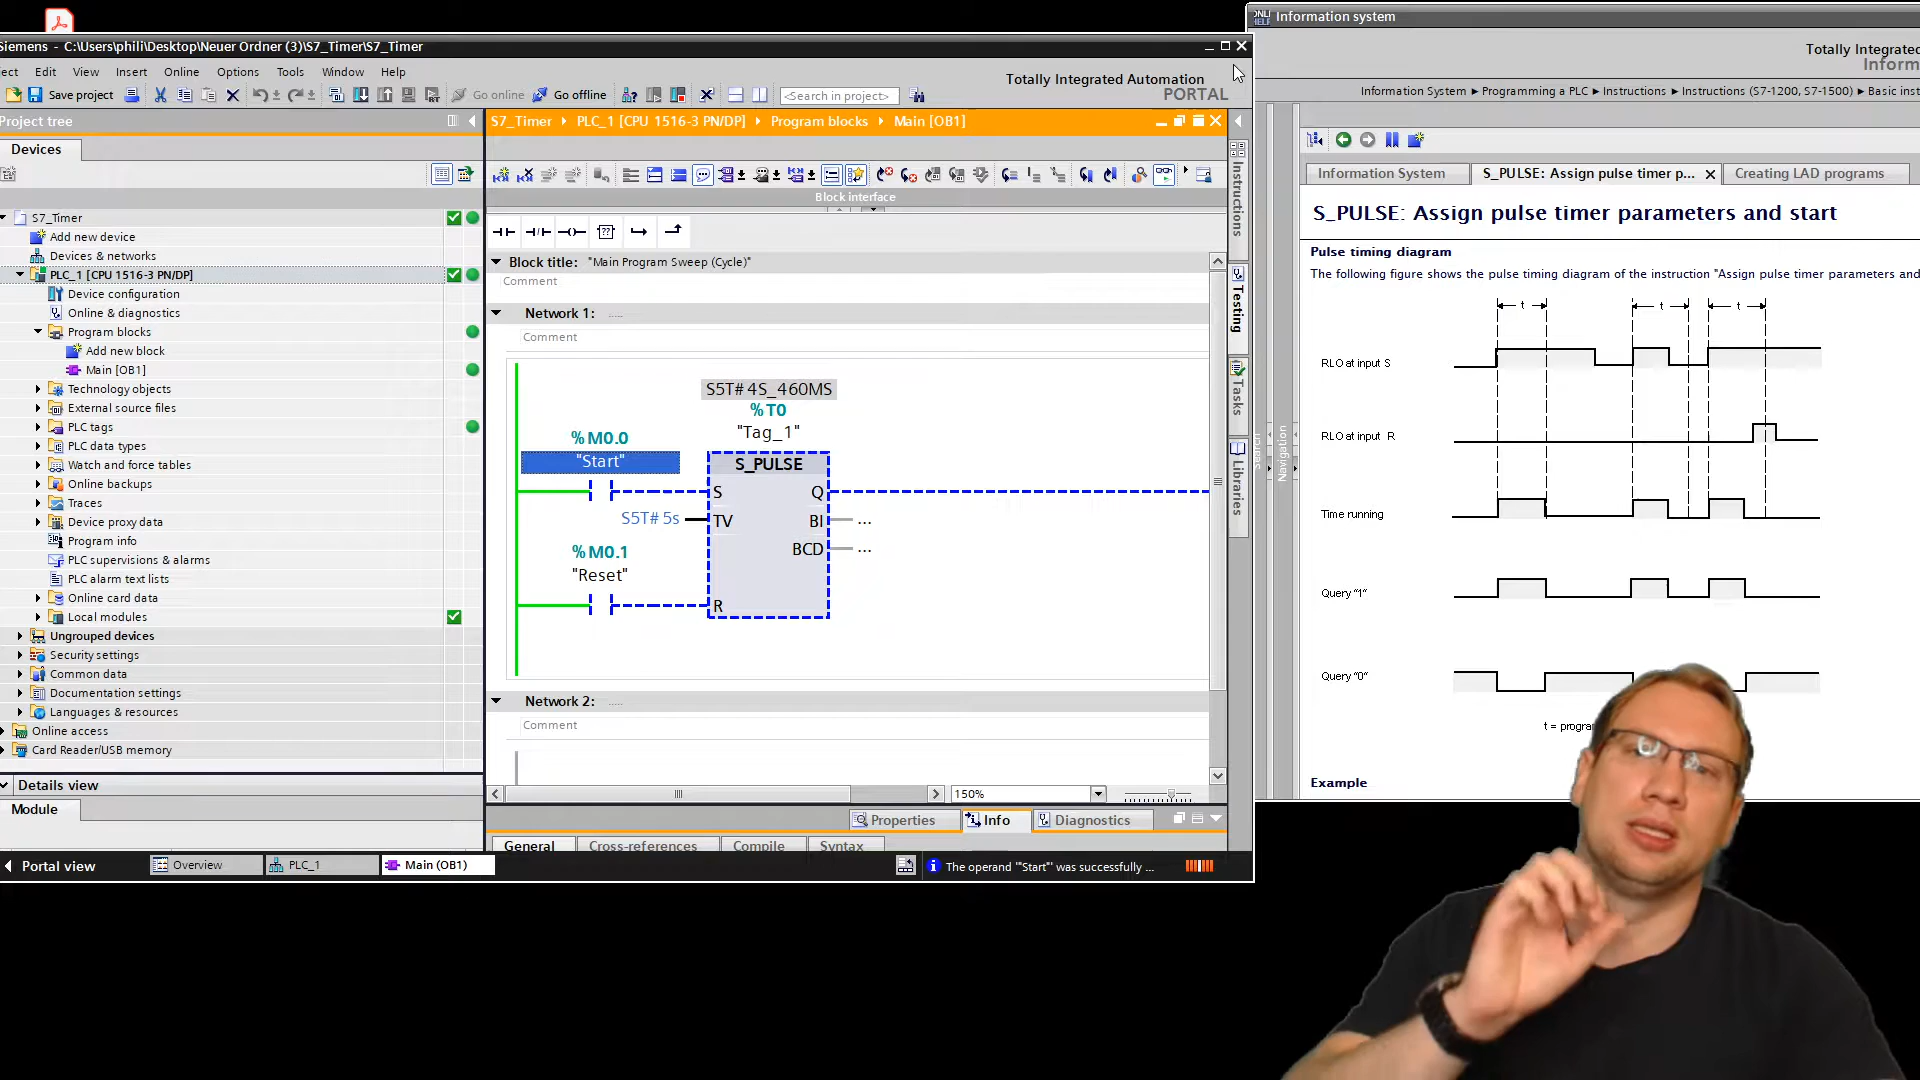 Siemens - C:\Users\phili\Desktop\Neuer Ordner (3)\S7_Timer\S7_Timer
ect Edit View Insert Online Options Tools Window Help
Totally Integrated Automation
PORTAL
Save project
Go online
Go offline
<Search in project>
Project tree
Devices
S7_Timer
Add new device
Devices & networks
PLC_1 [CPU 1516-3 PN/DP]
Device configuration
Online & diagnostics
Program blocks
Add new block
Main [OB1]
Technology objects
External source files
PLC tags
PLC data types
Watch and force tables
Online backups
Traces
Device proxy data
Program info
PLC supervisions & alarms
PLC alarm text lists
Online card data
Local modules
Ungrouped devices
Security settings
Common data
Documentation settings
Languages & resources
Online access
Card Reader/USB memory
Details view
Module
Portal view
Overview
PLC_1
Main (OB1)
The operand '"Start"' was successfully ...
S7_Timer
PLC_1 [CPU 1516-3 PN/DP]
Program blocks
Main [OB1]
Block interface
Block title: "Main Program Sweep (Cycle)"
Comment
Network 1: .....
Comment
S5T#4S_460MS
%T0
"Tag_1"
%M0.0
"Start"
S_PULSE
S Q
S5T#5s
TV BI ...
%M0.1
BCD ...
"Reset"
R
Network 2: .....
Comment
150%
Properties
Info
Diagnostics
General
Cross-references
Compile
Syntax
Instructions
Testing
Tasks
Libraries
Information system
Totally Integrated
Inform
Information System
Programming a PLC
Instructions
Instructions (S7-1200, S7-1500)
Basic inst
Navigation
Information System
S_PULSE: Assign pulse timer p...
Creating LAD programs
S_PULSE: Assign pulse timer parameters and start
Pulse timing diagram
The following figure shows the pulse timing diagram of the instruction "Assign pulse timer parameters and
t
t
t
RLO at input S
RLO at input R
Time running
Query "1"
Query "0"
t = progra
Example